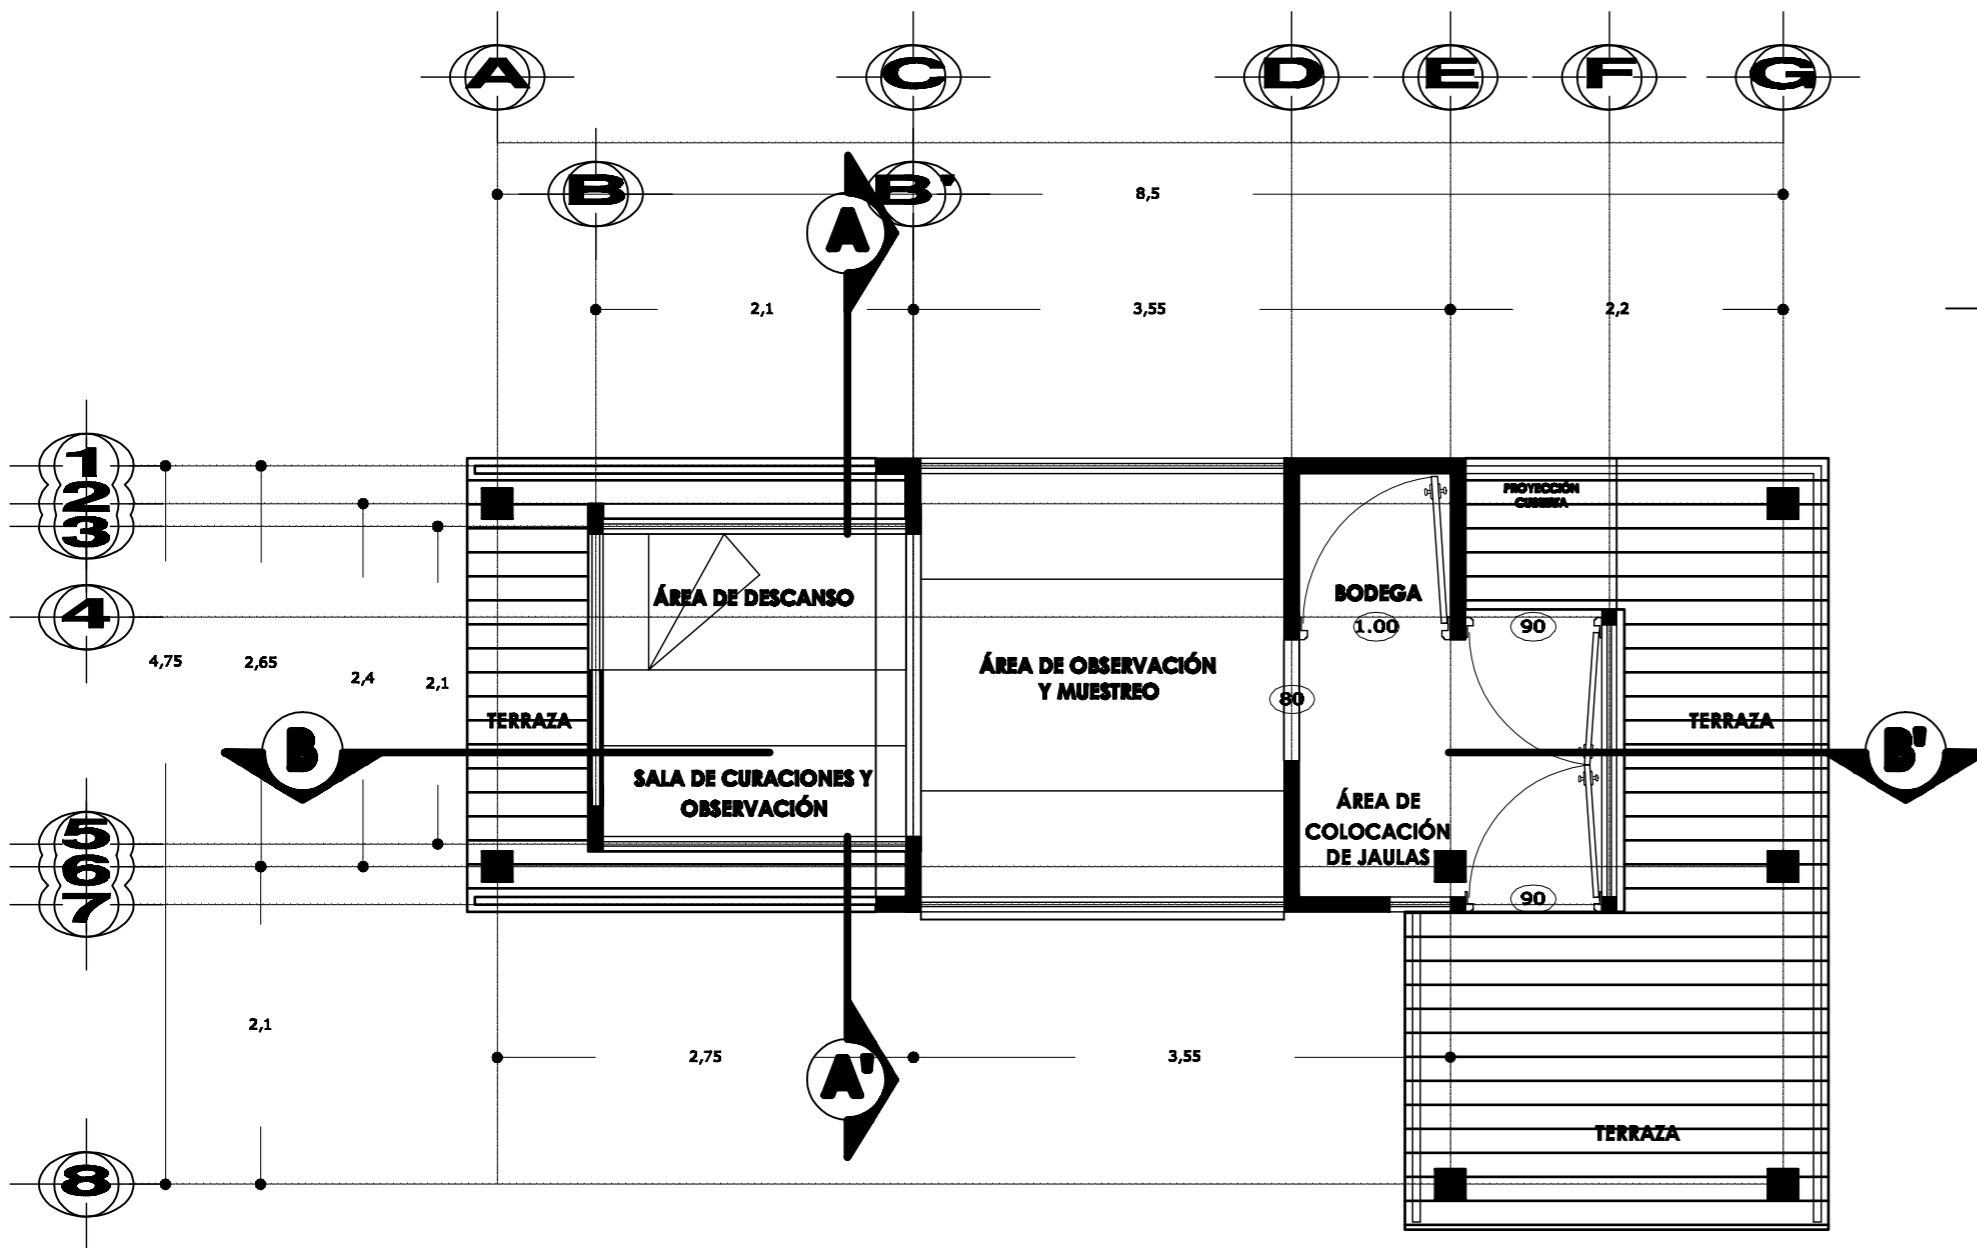 A
C
D
E
F
G
B
B'
8,5
A
2,1
3,55
2,2
1
2
3
4
PROYECCIÓN
CUBIERTA
ÁREA DE DESCANSO
BODEGA
1.00
90
4,75
2,65
2,4
2,1
ÁREA DE OBSERVACIÓN
Y MUESTREO
80
TERRAZA
TERRAZA
B
B'
SALA DE CURACIONES Y
OBSERVACIÓN
ÁREA DE
COLOCACIÓN
DE JAULAS
5
6
7
90
2,1
2,75
3,55
A'
TERRAZA
8